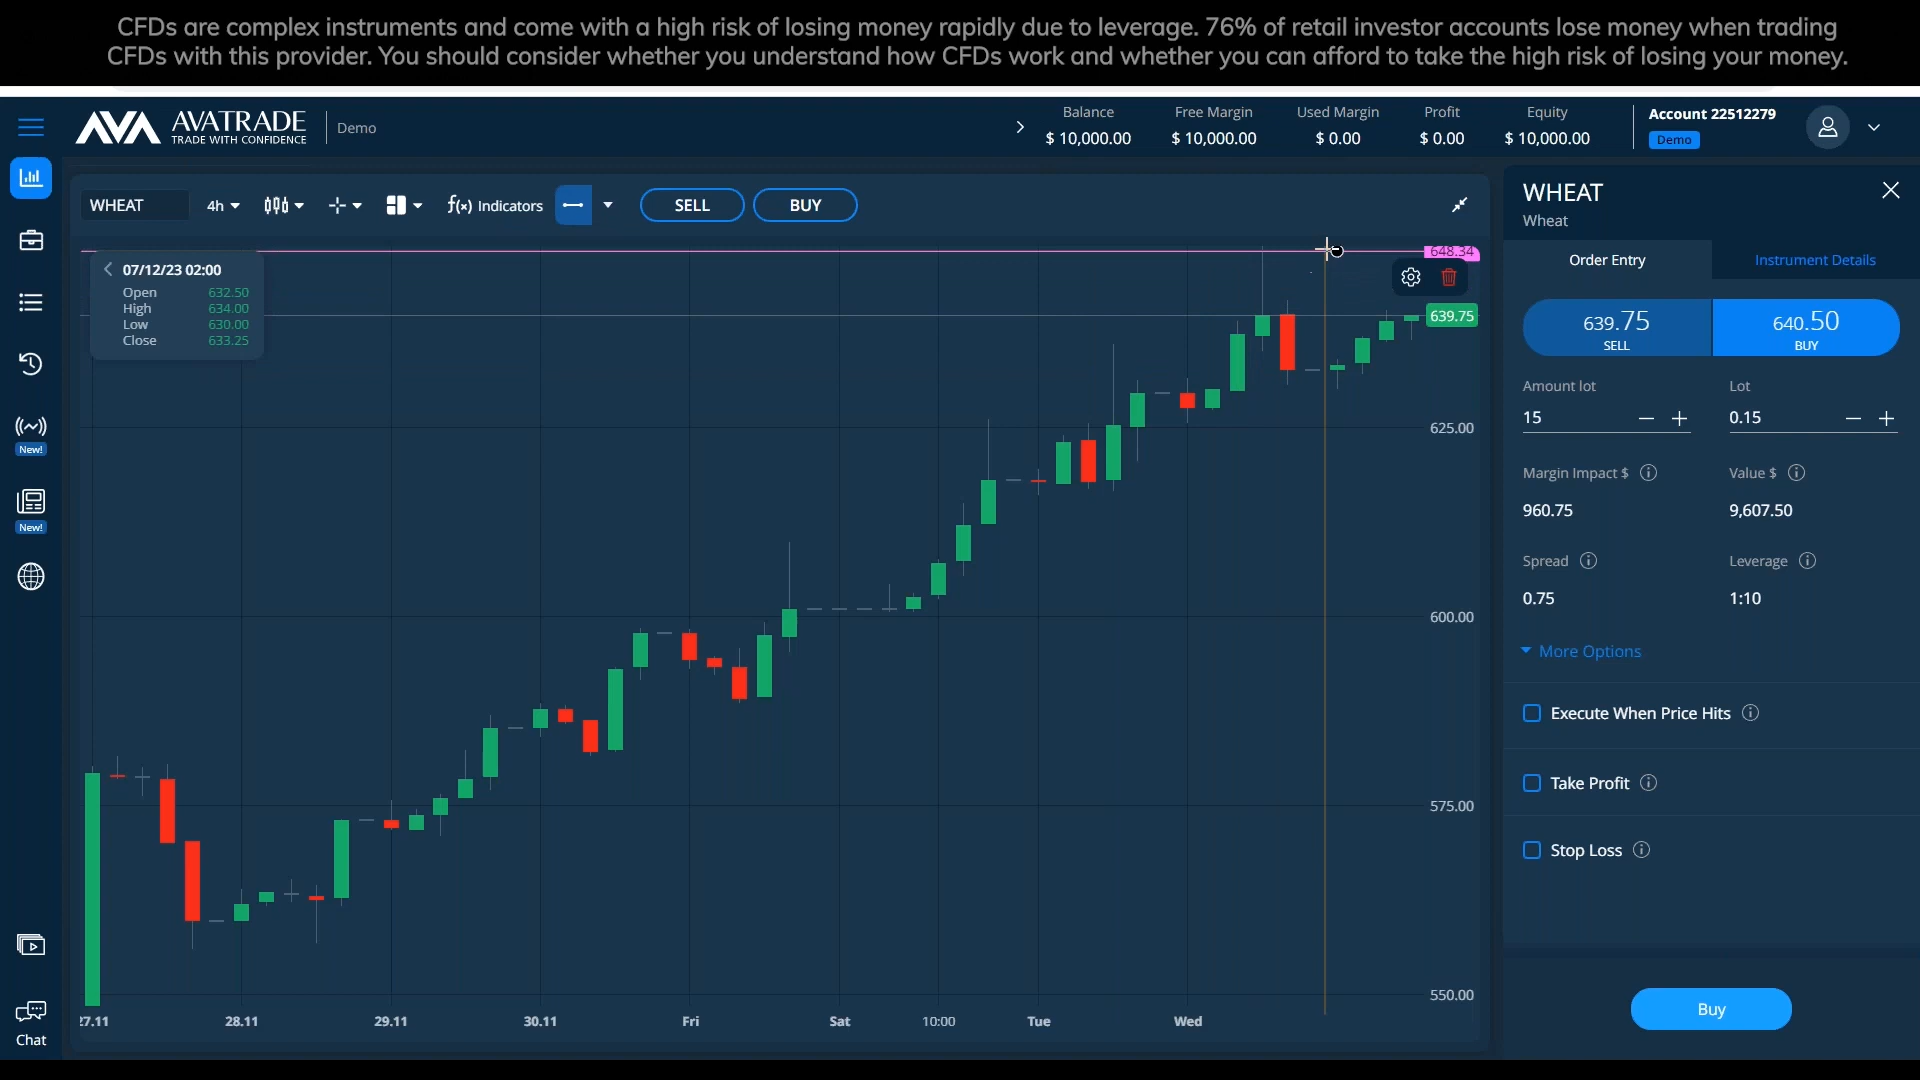 CFDs are complex instruments and come with a high risk of losing money rapidly due to leverage. 76% of retail investor accounts lose money when trading
CFDs with this provider. You should consider whether you understand how CFDs work and whether you can afford to take the high risk of losing your money.
AVA AVATRADE
TRADE WITH CONFIDENCE
Demo
Balance
$ 10,000.00
Free Margin
$ 10,000.00
Used Margin
$ 0.00
Profit
$ 0.00
Equity
$ 10,000.00
Account 22512279
Demo
WHEAT
4h
f(x) Indicators
SELL
BUY
07/12/23 02:00
Open 632.50
High 634.00
Low 630.00
Close 633.25
648.34
639.75
625.00
600.00
575.00
550.00
27.11
28.11
29.11
30.11
Fri
Sat
10:00
Tue
Wed
New!
New!
Chat
WHEAT
Wheat
Order Entry
Instrument Details
639.75
SELL
640.50
BUY
Amount lot
15
Lot
0.15
Margin Impact $
960.75
Value $
9,607.50
Spread
0.75
Leverage
1:10
More Options
Execute When Price Hits
Take Profit
Stop Loss
Buy